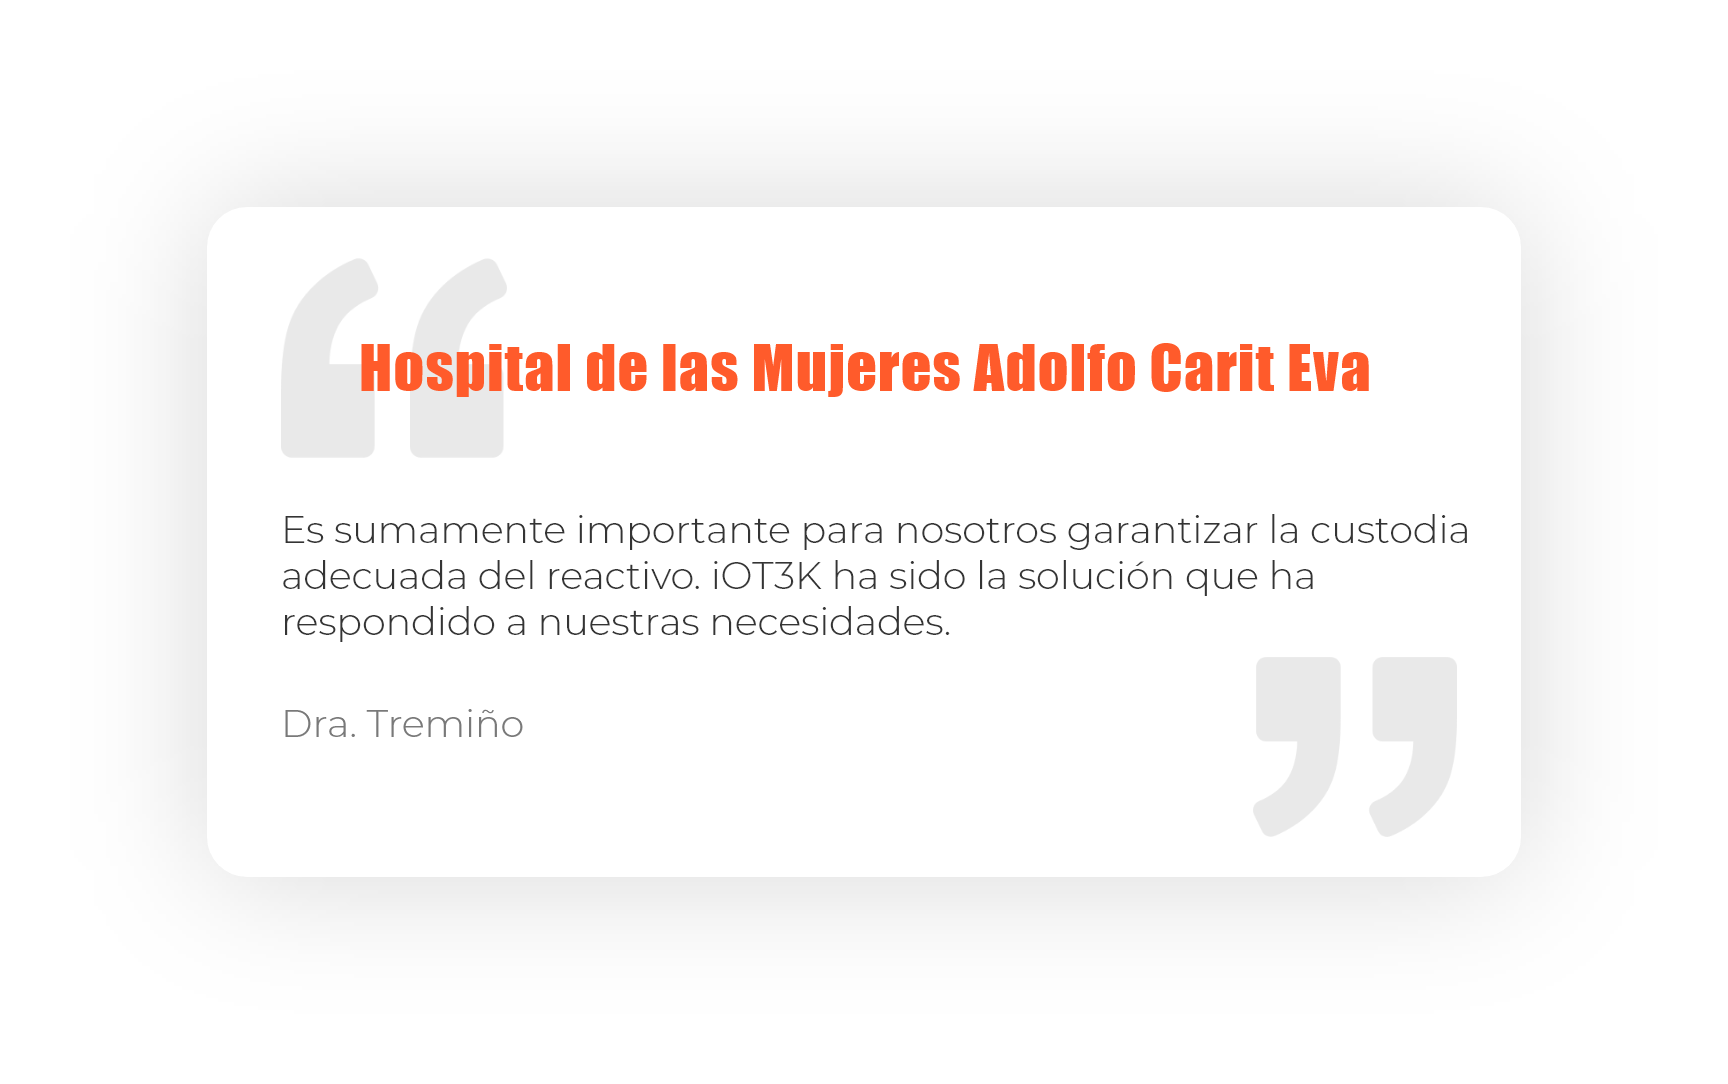 Hospital de las Mujeres Adolfo Carit Eva
Es sumamente importante para nosotros garantizar la custodia
adecuada del reactivo. iOT3K ha sido la solución que ha
respondido a nuestras necesidades.
Dra. Tremiño